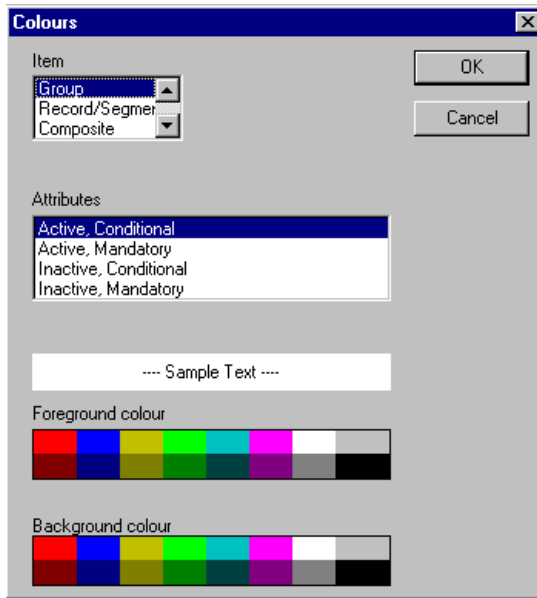 Colours
Item
OK
Group
Record/Segmer
Composite
Cancel
Attributes
Active, Conditional
Active, Mandatory
Inactive, Conditional
Inactive, Mandatory
---- Sample Text ----
Foreground colour
Background colour